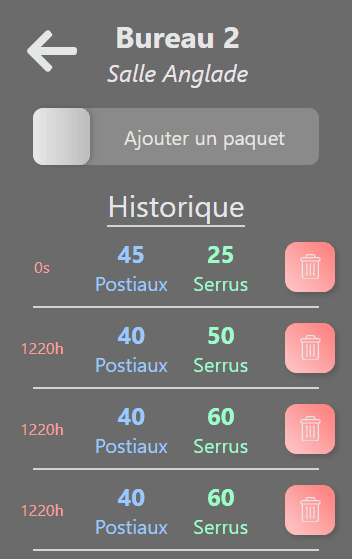 Bureau 2
Salle Anglade
Ajouter un paquet
Historique
0s 45 Postiaux 25 Serrus
1220h 40 Postiaux 50 Serrus
1220h 40 Postiaux 60 Serrus
1220h 40 Postiaux 60 Serrus